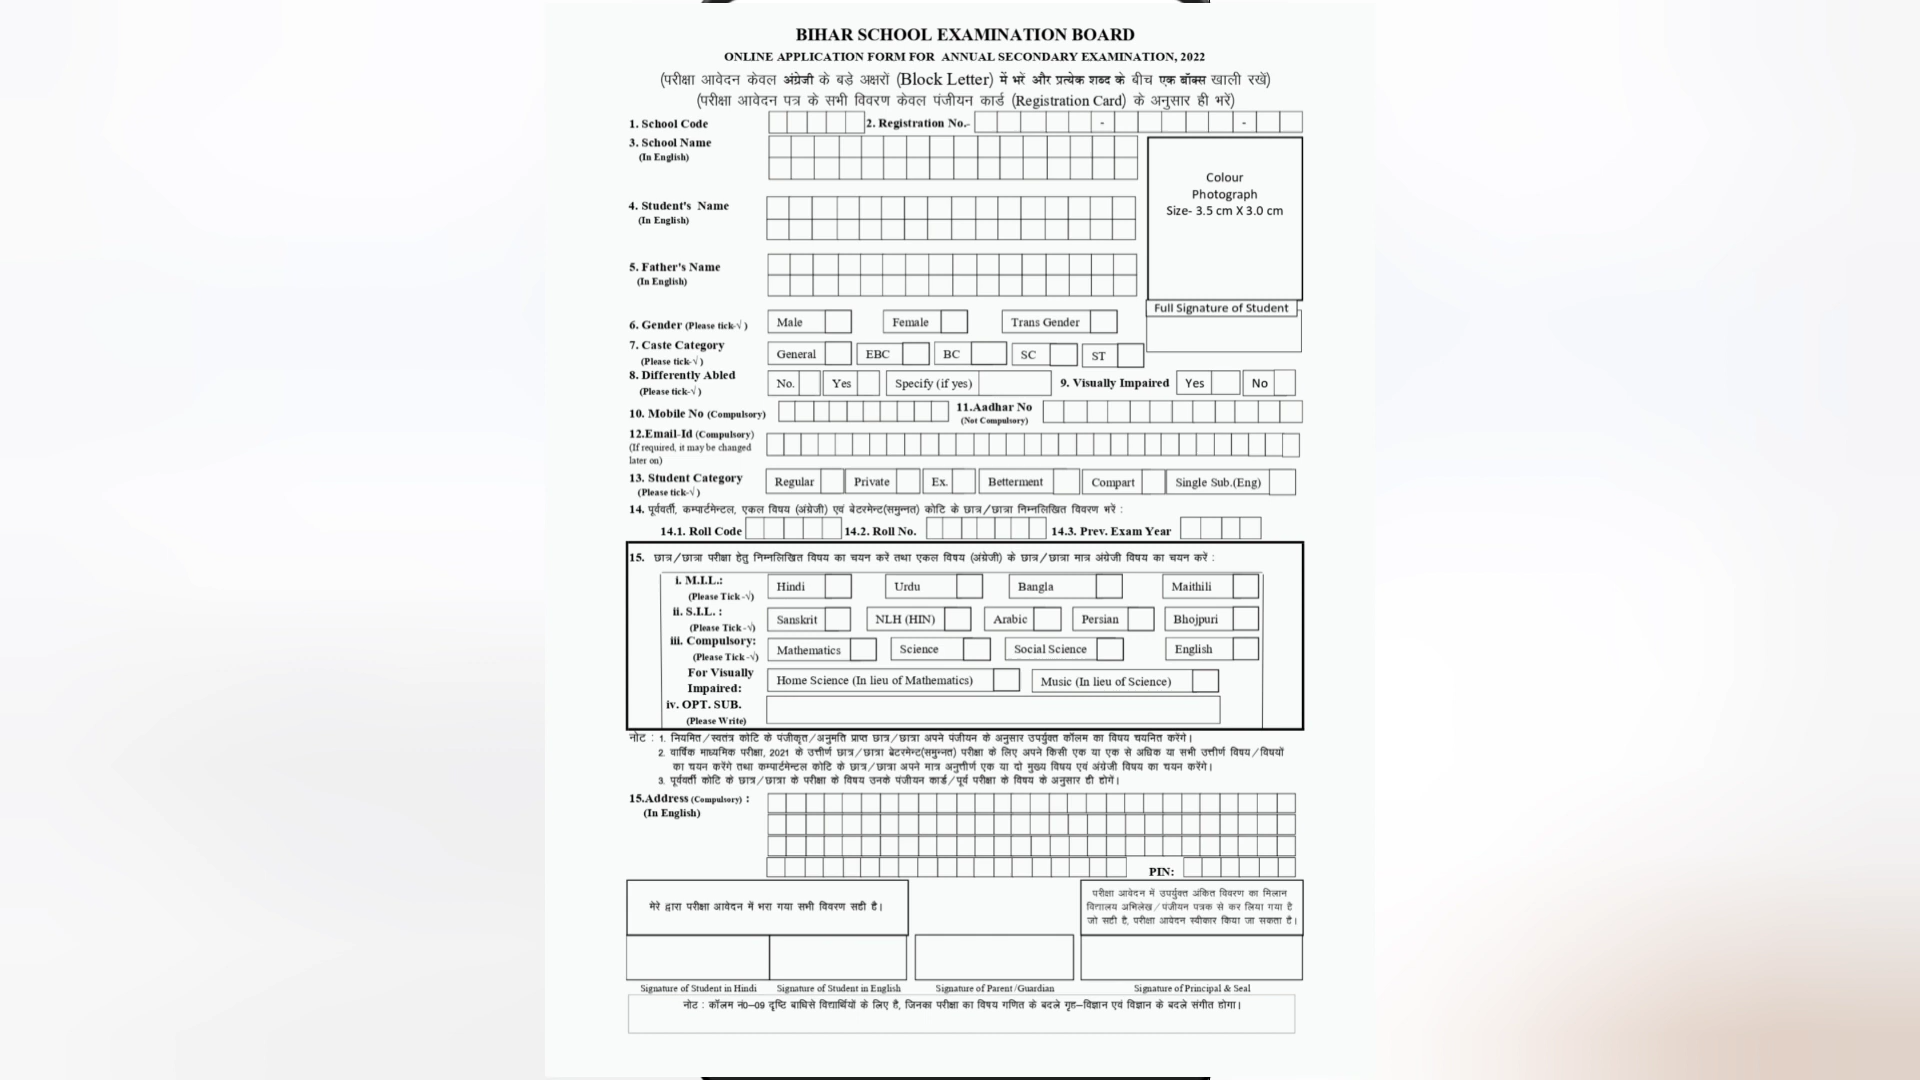 BIHAR SCHOOL EXAMINATION BOARD
ONLINE APPLICATION FORM FOR ANNUAL SECONDARY EXAMINATION, 2022
(परीक्षा आवेदन केवल अंग्रेजी के बड़े अक्षरों (Block Letter) में भरें और प्रत्येक शब्द के बीच एक बॉक्स खाली रखें)
(परीक्षा आवेदन पत्र के सभी विवरण केवल पंजीयन कार्ड (Registration Card) के अनुसार ही भरें)
1. School Code 2. Registration No.- - -
3. School Name
(In English)
Colour
Photograph
Size- 3.5 cm X 3.0 cm
4. Student's Name
(In English)
5. Father's Name
(In English)
Full Signature of Student
6. Gender (Please tick-√ ) Male Female Trans Gender
7. Caste Category
(Please tick-√ )
General EBC BC SC ST
8. Differently Abled
(Please tick-√ )
No. Yes Specify (if yes) 9. Visually Impaired Yes No
10. Mobile No (Compulsory) 11.Aadhar No
(Not Compulsory)
12.Email-Id (Compulsory)
(If required, it may be changed
later on)
13. Student Category
(Please tick-√ )
Regular Private Ex. Betterment Compart Single Sub.(Eng)
14. पूर्ववर्ती, कम्पार्टमेन्टल, एकल विषय (अंग्रेजी) एवं बेटरमेन्ट(समुन्नत) कोटि के छात्र/छात्रा निम्नलिखित विवरण भरें :
14.1. Roll Code 14.2. Roll No. 14.3. Prev. Exam Year
15. छात्र/छात्रा परीक्षा हेतु निम्नलिखित विषय का चयन करें तथा एकल विषय (अंग्रेजी) के छात्र/छात्रा मात्र अंग्रेजी विषय का चयन करें :
i. M.I.L.:
(Please Tick -√)
Hindi Urdu Bangla Maithili
ii. S.I.L. :
(Please Tick -√)
Sanskrit NLH (HIN) Arabic Persian Bhojpuri
iii. Compulsory:
(Please Tick -√)
Mathematics Science Social Science English
For Visually
Impaired:
Home Science (In lieu of Mathematics) Music (In lieu of Science)
iv. OPT. SUB.
(Please Write)
नोट : 1. नियमित/स्वतंत्र कोटि के पंजीकृत/अनुमति प्राप्त छात्र/छात्रा अपने पंजीयन के अनुसार उपर्युक्त कॉलम का विषय चयनित करेंगे।
2. वार्षिक माध्यमिक परीक्षा, 2021 के उत्तीर्ण छात्र/छात्रा बेटरमेन्ट(समुन्नत) परीक्षा के लिए अपने किसी एक या एक से अधिक या सभी उत्तीर्ण विषय/विषयों
का चयन करेंगे तथा कम्पार्टमेन्टल कोटि के छात्र/छात्रा अपने मात्र अनुत्तीर्ण एक या दो मुख्य विषय एवं अंग्रेजी विषय का चयन करेंगे।
3. पूर्ववर्ती कोटि के छात्र/छात्रा के परीक्षा के विषय उनके पंजीयन कार्ड/पूर्व परीक्षा के विषय के अनुसार ही होगें।
15.Address (Compulsory) :
(In English)
PIN:
मेरे द्वारा परीक्षा आवेदन में भरा गया सभी विवरण सही है।
परीक्षा आवेदन में उपर्युक्त अंकित विवरण का मिलान
विद्यालय अभिलेख/पंजीयन पत्रक से कर लिया गया है
जो सही है, परीक्षा आवेदन स्वीकार किया जा सकता है।
Signature of Student in Hindi Signature of Student in English Signature of Parent /Guardian Signature of Principal & Seal
नोट : कॉलम नं0-09 दृष्टि बाधिसे विद्यार्थियों के लिए है, जिनका परीक्षा का विषय गणित के बदले गृह-विज्ञान एवं विज्ञान के बदले संगीत होगा।